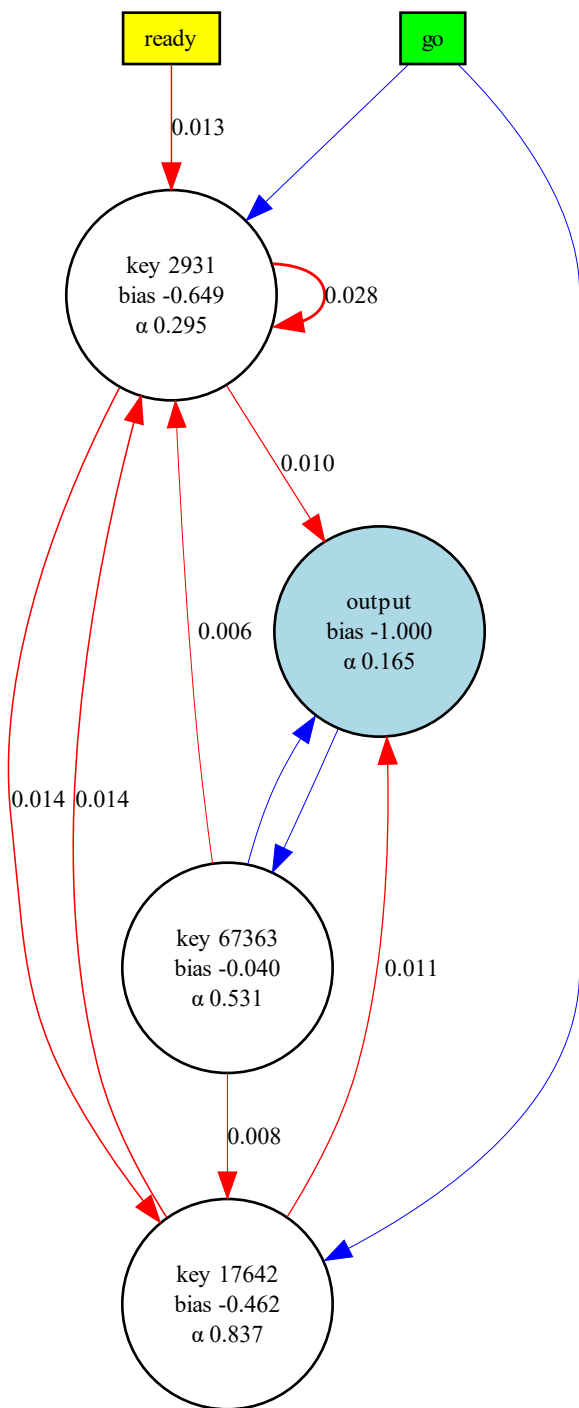 ready
go
0.013
key 2931
bias -0.649
α 0.295
0.028
0.010
output
bias -1.000
α 0.165
0.006
0.014
0.014
key 67363
bias -0.040
α 0.531
0.011
0.008
key 17642
bias -0.462
α 0.837